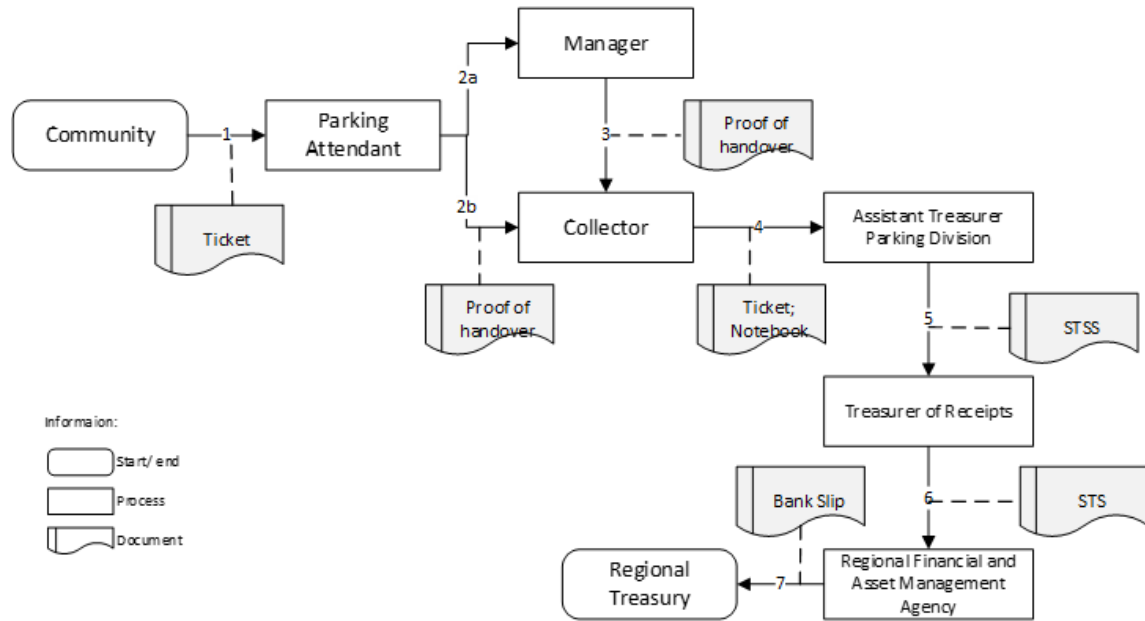 Manager
2a
Community
1
Parking
Attendant
3
Proof of
handover
2b
Ticket
Collector
4
Assistant Treasurer
Parking Division
Proof of
handover
Ticket;
Notebook
5
STSS
Treasurer of Receipts
Informaion:
Start/ end
Process
Document
Bank Slip
6
STS
Regional
Treasury
7
Regional Financial and
Asset Management
Agency